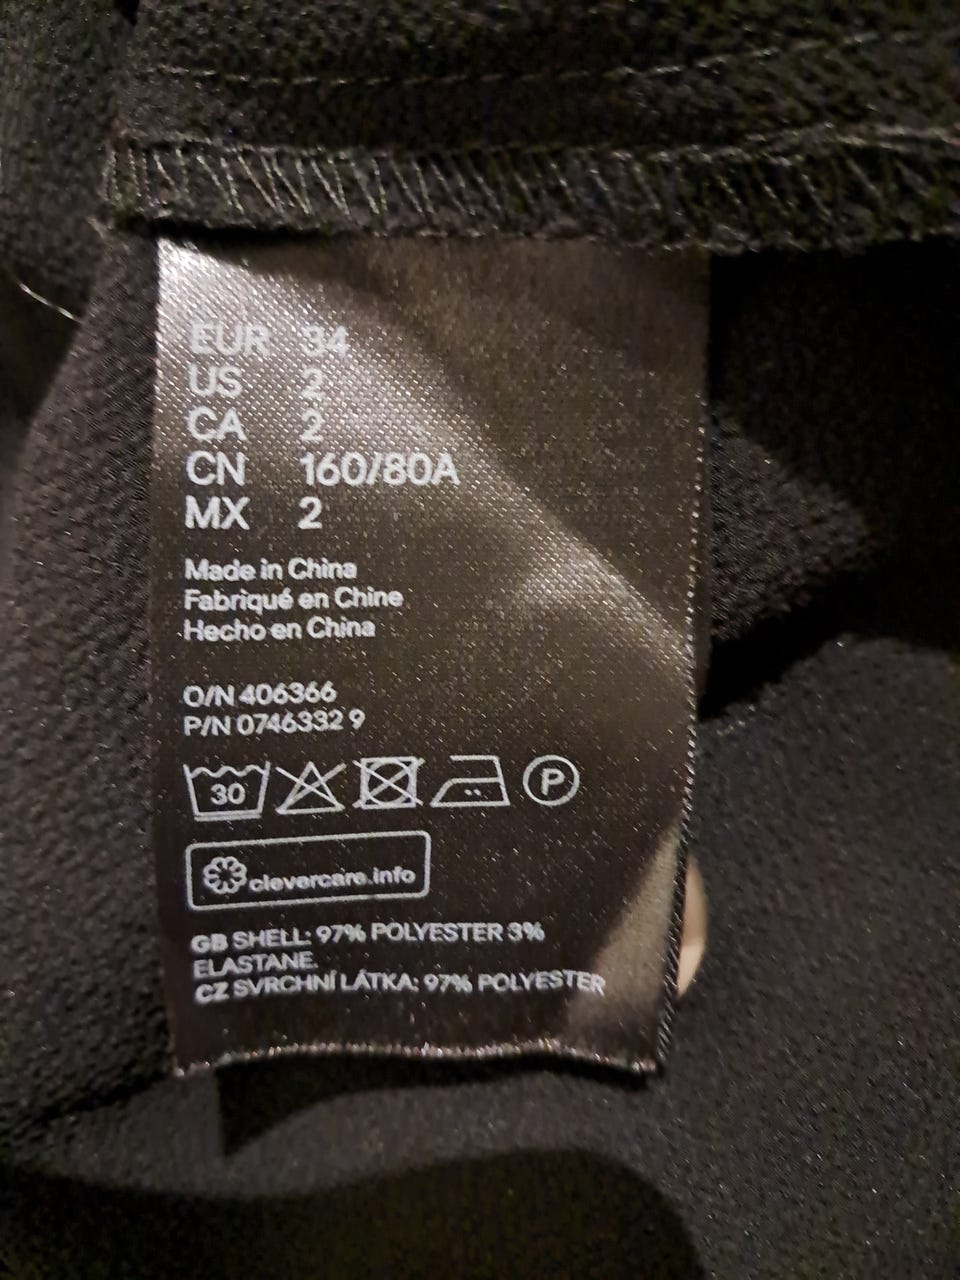 EUR 34
US 2
CA 2
CN 160/80A
MX 2
Made in China
Fabriqué en Chine
Hecho en China
O/N 406366
P/N 0746332 9
30
P
clevercare.info
GB SHELL: 97% POLYESTER 3%
ELASTANE.
CZ SVRCHNÍ LÁTKA: 97% POLYESTER